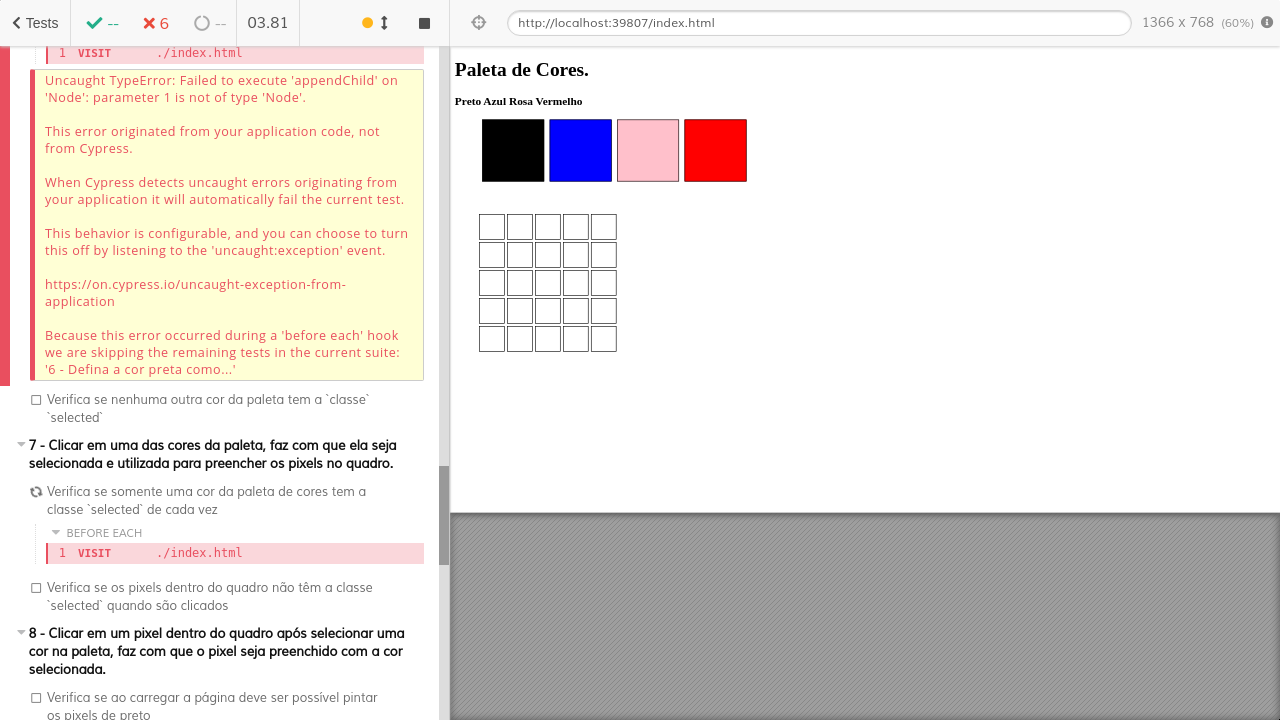 Tests
--
6
--
03.81
http://localhost:39807/index.html
1366 x 768 (60%)
1 VISIT ./index.html
Uncaught TypeError: Failed to execute 'appendChild' on
'Node': parameter 1 is not of type 'Node'.
This error originated from your application code, not
from Cypress.
When Cypress detects uncaught errors originating from
your application it will automatically fail the current test.
This behavior is configurable, and you can choose to turn
this off by listening to the 'uncaught:exception' event.
https://on.cypress.io/uncaught-exception-from-
application
Because this error occurred during a 'before each' hook
we are skipping the remaining tests in the current suite:
'6 - Defina a cor preta como...'
Verifica se nenhuma outra cor da paleta tem a `classe`
`selected`
7 - Clicar em uma das cores da paleta, faz com que ela seja
selecionada e utilizada para preencher os pixels no quadro.
Verifica se somente uma cor da paleta de cores tem a
classe `selected` de cada vez
BEFORE EACH
1 VISIT ./index.html
Verifica se os pixels dentro do quadro não têm a classe
`selected` quando são clicados
8 - Clicar em um pixel dentro do quadro após selecionar uma
cor na paleta, faz com que o pixel seja preenchido com a cor
selecionada.
Verifica se ao carregar a página deve ser possível pintar
os pixels de preto
Paleta de Cores.
Preto Azul Rosa Vermelho